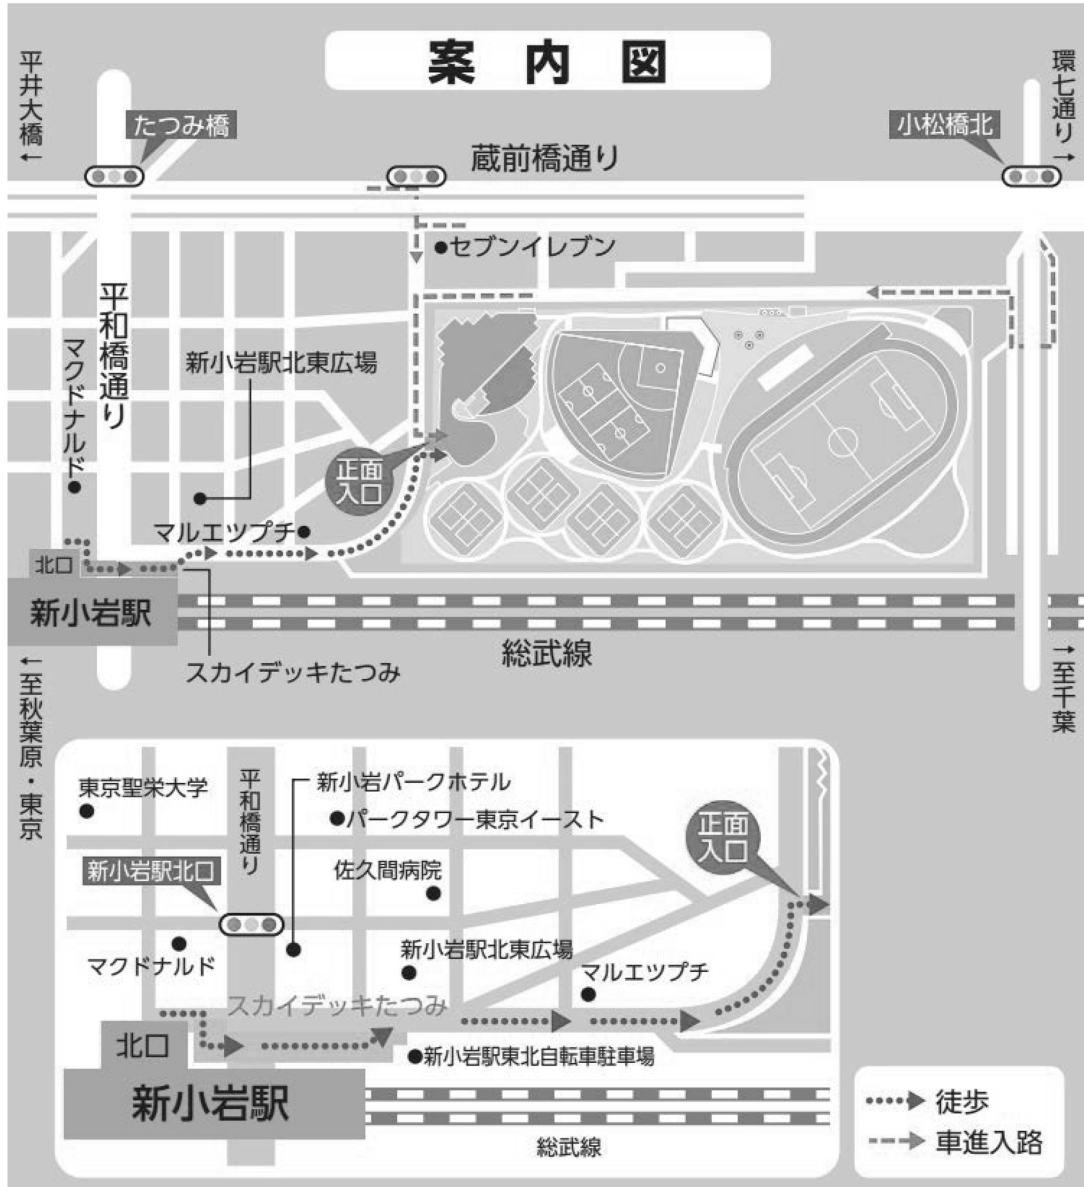 案内図
平井大橋←
環七通り→
たつみ橋
小松橋北
蔵前橋通り
セブンイレブン
平和橋通り
マクドナルド
新小岩駅北東広場
正面
入口
マルエツプチ
北口
新小岩駅
総武線
スカイデッキたつみ
←至秋葉原・東京
→至千葉
東京聖栄大学
平和橋通り
新小岩パークホテル
パークタワー東京イースト
正面
入口
新小岩駅北口
佐久間病院
マクドナルド
新小岩駅北東広場
マルエツプチ
スカイデッキたつみ
北口
新小岩駅東北自転車駐車場
新小岩駅
総武線
徒歩
車進入路